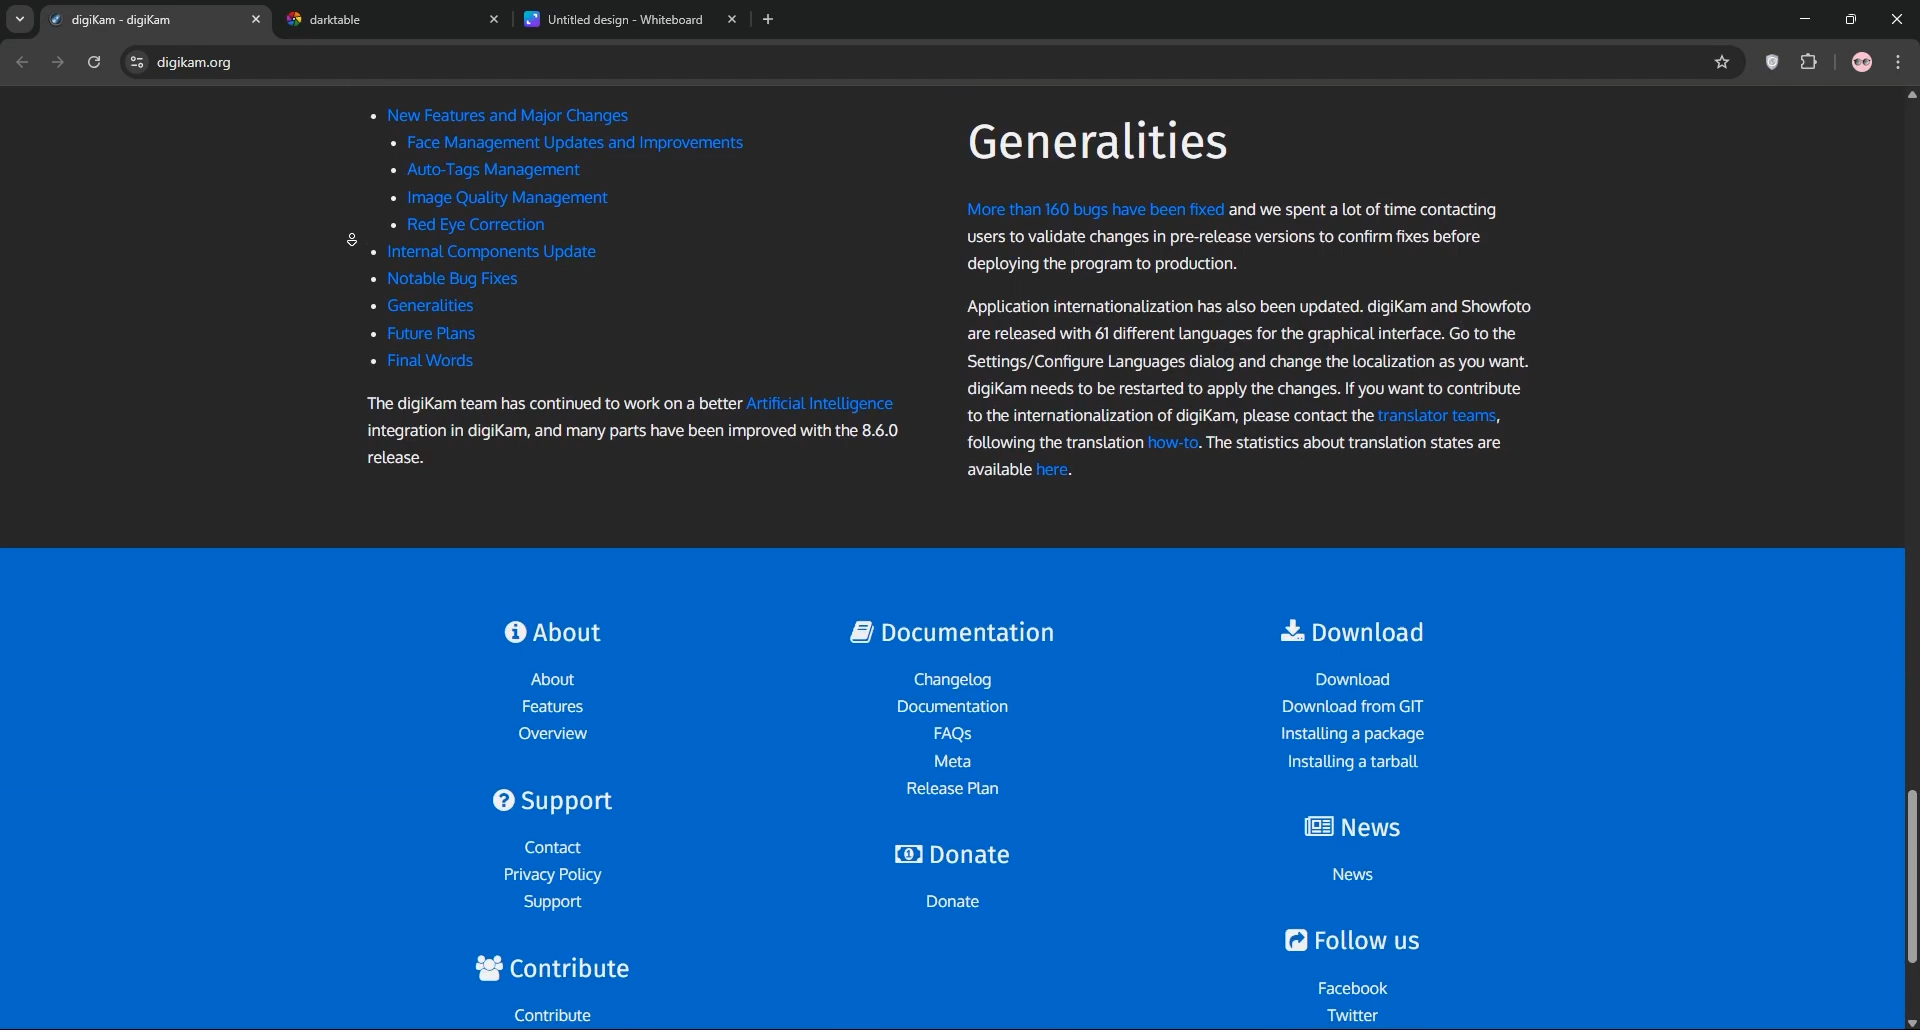 digiKam - digiKam
darktable
Untitled design - Whiteboard
digikam.org
New Features and Major Changes
Face Management Updates and Improvements
Auto-Tags Management
Image Quality Management
Red Eye Correction
Internal Components Update
Notable Bug Fixes
Generalities
Future Plans
Final Words
The digiKam team has continued to work on a better Artificial Intelligence
integration in digiKam, and many parts have been improved with the 8.6.0
release.
Generalities
More than 160 bugs have been fixed and we spent a lot of time contacting
users to validate changes in pre-release versions to confirm fixes before
deploying the program to production.
Application internationalization has also been updated. digiKam and Showfoto
are released with 61 different languages for the graphical interface. Go to the
Settings/Configure Languages dialog and change the localization as you want.
digiKam needs to be restarted to apply the changes. If you want to contribute
to the internationalization of digiKam, please contact the translator teams,
following the translation how-to. The statistics about translation states are
available here.
About
About
Features
Overview
Support
Contact
Privacy Policy
Support
Contribute
Contribute
Documentation
Changelog
Documentation
FAQs
Meta
Release Plan
Donate
Donate
Download
Download
Download from GIT
Installing a package
Installing a tarball
News
News
Follow us
Facebook
Twitter